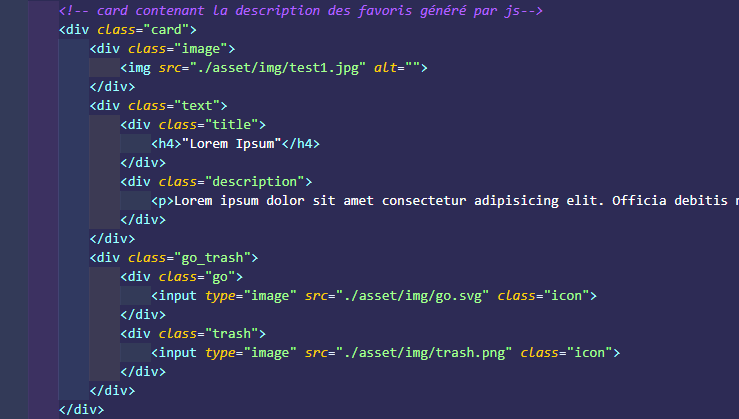 <!-- card contenant la description des favoris généré par js-->
<div class="card">
<div class="image">
<img src="./asset/img/test1.jpg" alt="">
</div>
<div class="text">
<div class="title">
<h4>"Lorem Ipsum"</h4>
</div>
<div class="description">
<p>Lorem ipsum dolor sit amet consectetur adipisicing elit. Officia debitis
</div>
</div>
<div class="go_trash">
<div class="go">
<input type="image" src="./asset/img/go.svg" class="icon">
</div>
<div class="trash">
<input type="image" src="./asset/img/trash.png" class="icon">
</div>
</div>
</div>